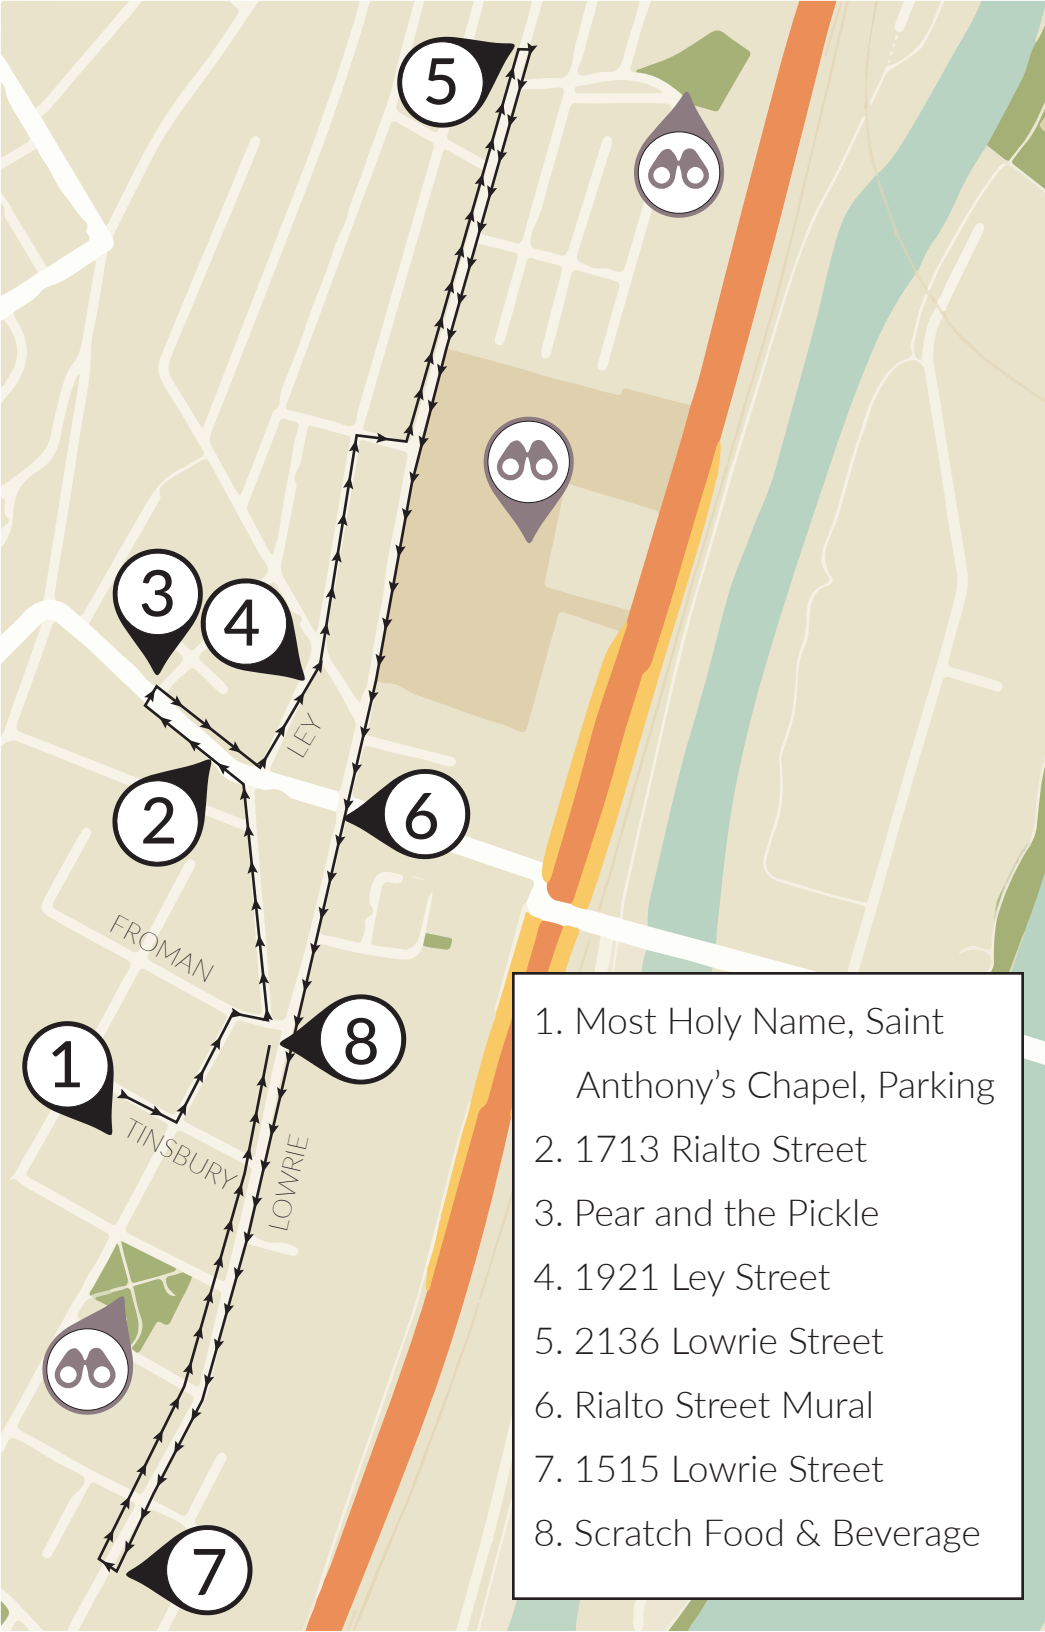 5
3
4
LEY
2
6
FROMAN
1
8
TINSBURY
LOWRIE
7
1. Most Holy Name, Saint
Anthony’s Chapel, Parking
2. 1713 Rialto Street
3. Pear and the Pickle
4. 1921 Ley Street
5. 2136 Lowrie Street
6. Rialto Street Mural
7. 1515 Lowrie Street
8. Scratch Food & Beverage